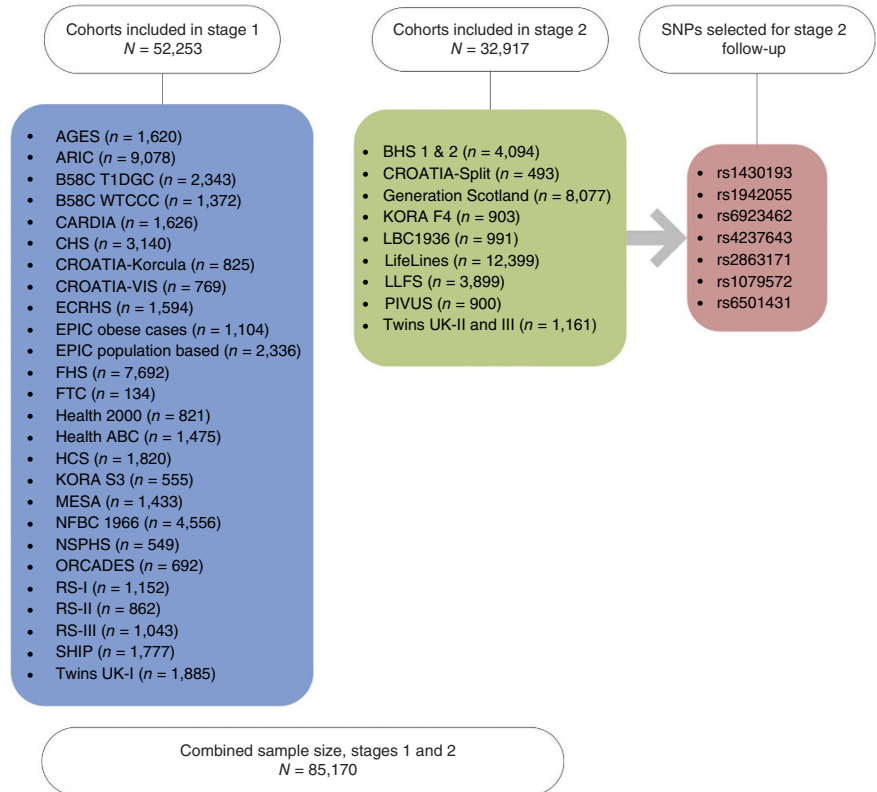 Cohorts included in stage 1
N = 52,253
AGES (n = 1,620)
ARIC (n = 9,078)
B58C T1DGC (n = 2,343)
B58C WTCCC (n = 1,372)
CARDIA (n = 1,626)
CHS (n = 3,140)
CROATIA-Korcula (n = 825)
CROATIA-VIS (n = 769)
ECRHS (n = 1,594)
EPIC obese cases (n = 1,104)
EPIC population based (n = 2,336)
FHS (n = 7,692)
FTC (n = 134)
Health 2000 (n = 821)
Health ABC (n = 1,475)
HCS (n = 1,820)
KORA S3 (n = 555)
MESA (n = 1,433)
NFBC 1966 (n = 4,556)
NSPHS (n = 549)
ORCADES (n = 692)
RS-I (n = 1,152)
RS-II (n = 862)
RS-III (n = 1,043)
SHIP (n = 1,777)
Twins UK-I (n = 1,885)
Cohorts included in stage 2
N = 32,917
BHS 1 & 2 (n = 4,094)
CROATIA-Split (n = 493)
Generation Scotland (n = 8,077)
KORA F4 (n = 903)
LBC1936 (n = 991)
LifeLines (n = 12,399)
LLFS (n = 3,899)
PIVUS (n = 900)
Twins UK-II and III (n = 1,161)
SNPs selected for stage 2
follow-up
rs1430193
rs1942055
rs6923462
rs4237643
rs2863171
rs1079572
rs6501431
Combined sample size, stages 1 and 2
N = 85,170